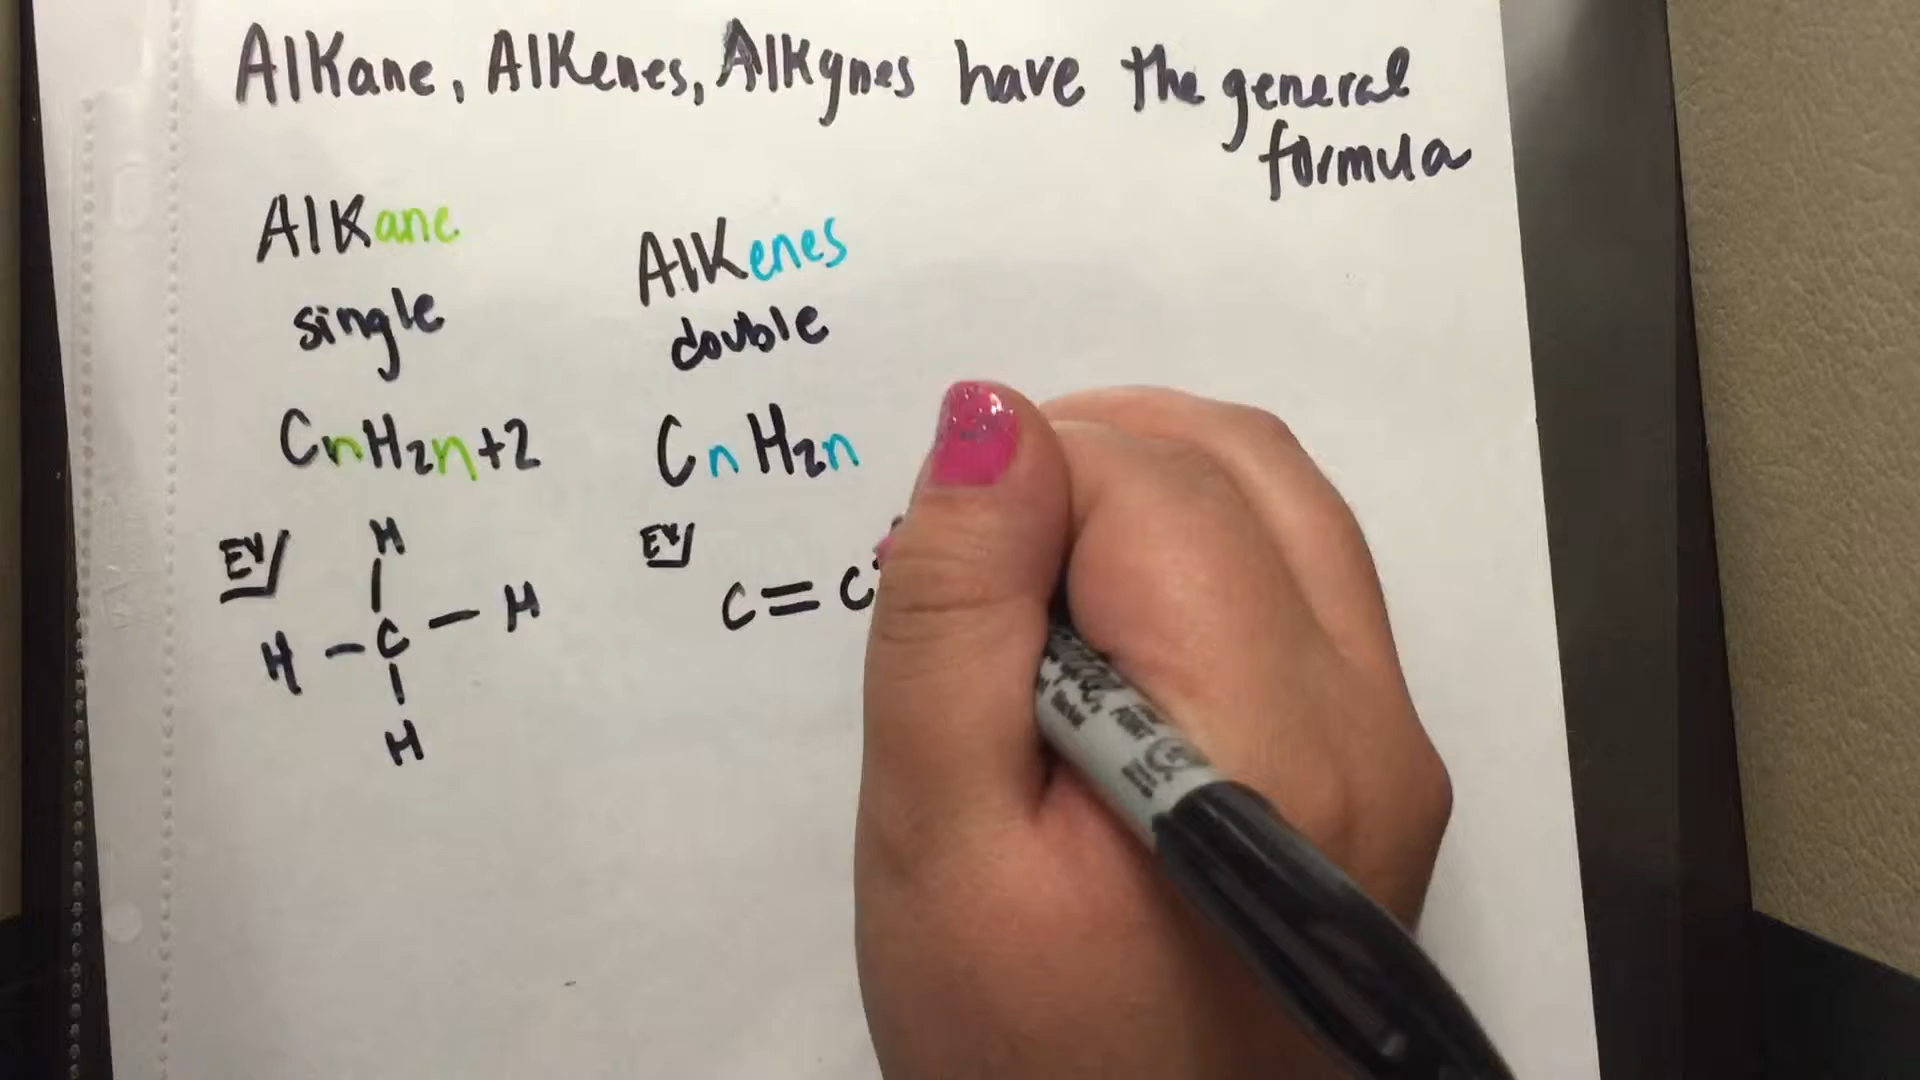 AlKane, AlKenes, AlKynes have the general
formula
AlKane
single
CnH2n+2
Ex/
H
H - C - H
H
AlKenes
double
CnH2n
Ex/
C = C